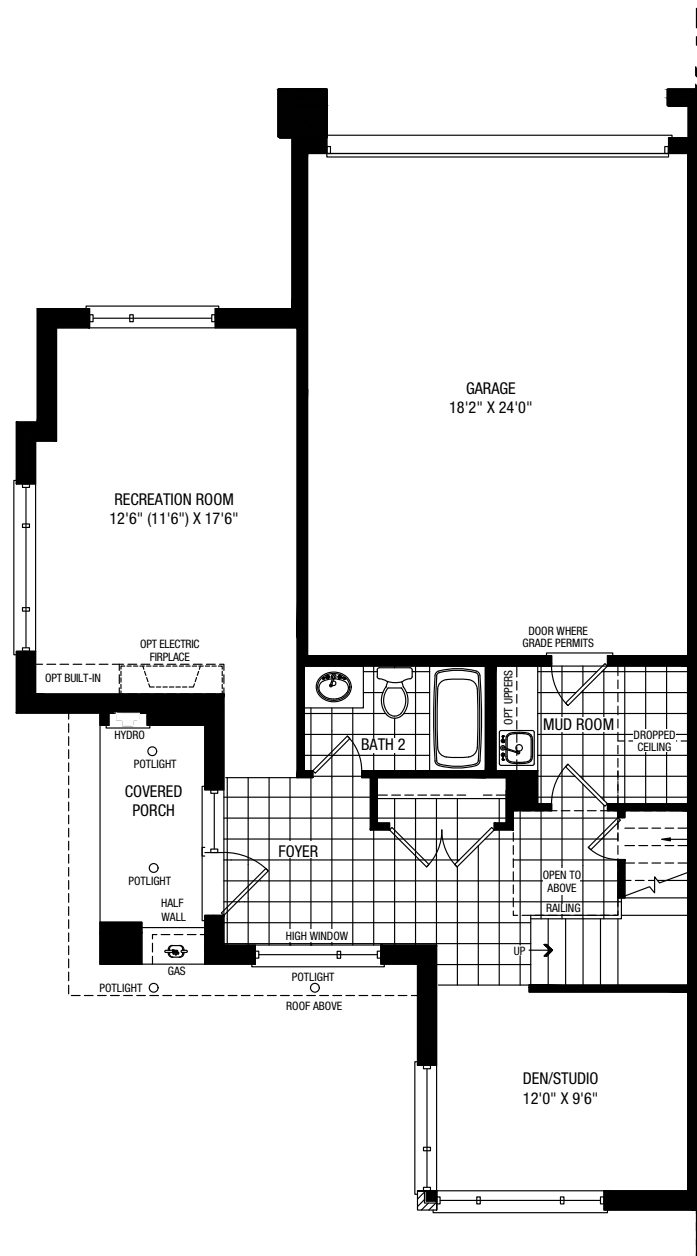 GARAGE
18'2" X 24'0"
RECREATION ROOM
12'6" (11'6") X 17'6"
DOOR WHERE
GRADE PERMITS
OPT ELECTRIC
FIRPLACE
OPT BUILT-IN
OPT UPPERS
MUD ROOM
DROPPED
CEILING
BATH 2
HYDRO
POTLIGHT
COVERED
PORCH
FOYER
POTLIGHT
OPEN TO
ABOVE
HALF
WALL
RAILING
HIGH WINDOW
UP
GAS
POTLIGHT
POTLIGHT
ROOF ABOVE
DEN/STUDIO
12'0" X 9'6"